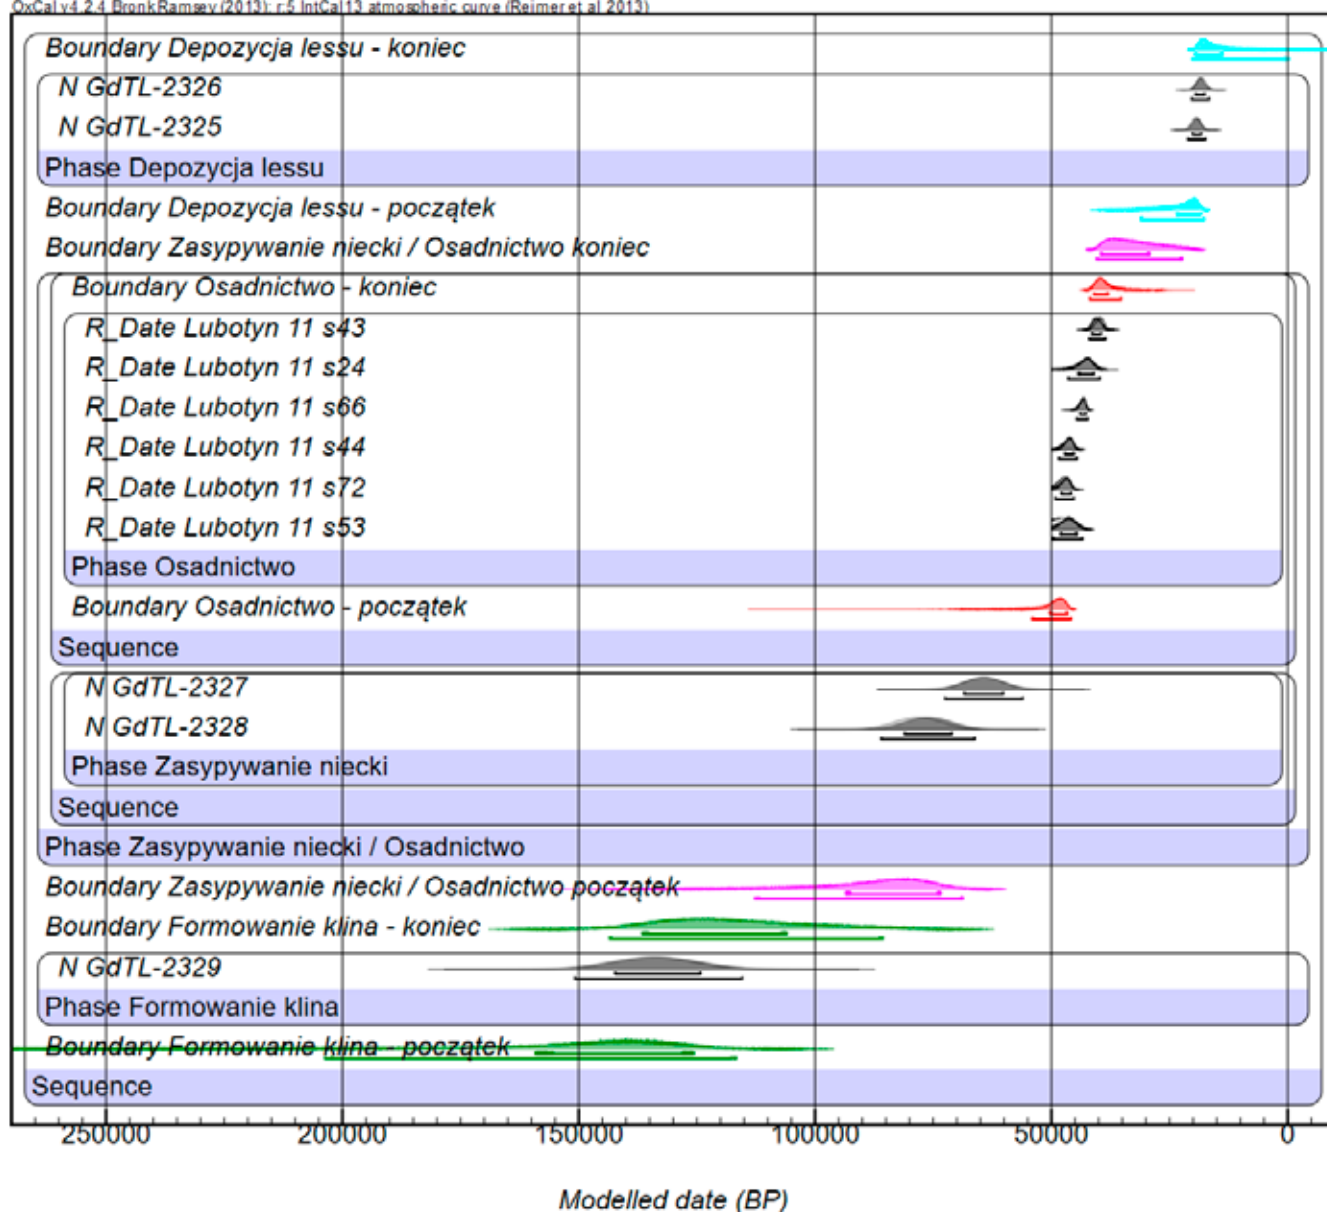 OxCal v4.2.4 Bronk Ramsey (2013); r:5 IntCal13 atmospheric curve (Reimer et al 2013)
Boundary Depozycja lessu - koniec
N GdTL-2326
N GdTL-2325
Phase Depozycja lessu
Boundary Depozycja lessu - początek
Boundary Zasypywanie niecki / Osadnictwo koniec
Boundary Osadnictwo - koniec
R_Date Lubotyn 11 s43
R_Date Lubotyn 11 s24
R_Date Lubotyn 11 s66
R_Date Lubotyn 11 s44
R_Date Lubotyn 11 s72
R_Date Lubotyn 11 s53
Phase Osadnictwo
Boundary Osadnictwo - początek
Sequence
N GdTL-2327
N GdTL-2328
Phase Zasypywanie niecki
Sequence
Phase Zasypywanie niecki / Osadnictwo
Boundary Zasypywanie niecki / Osadnictwo początek
Boundary Formowanie klina - koniec
N GdTL-2329
Phase Formowanie klina
Boundary Formowanie klina - początek
Sequence
250000 200000 150000 100000 50000 0
Modelled date (BP)